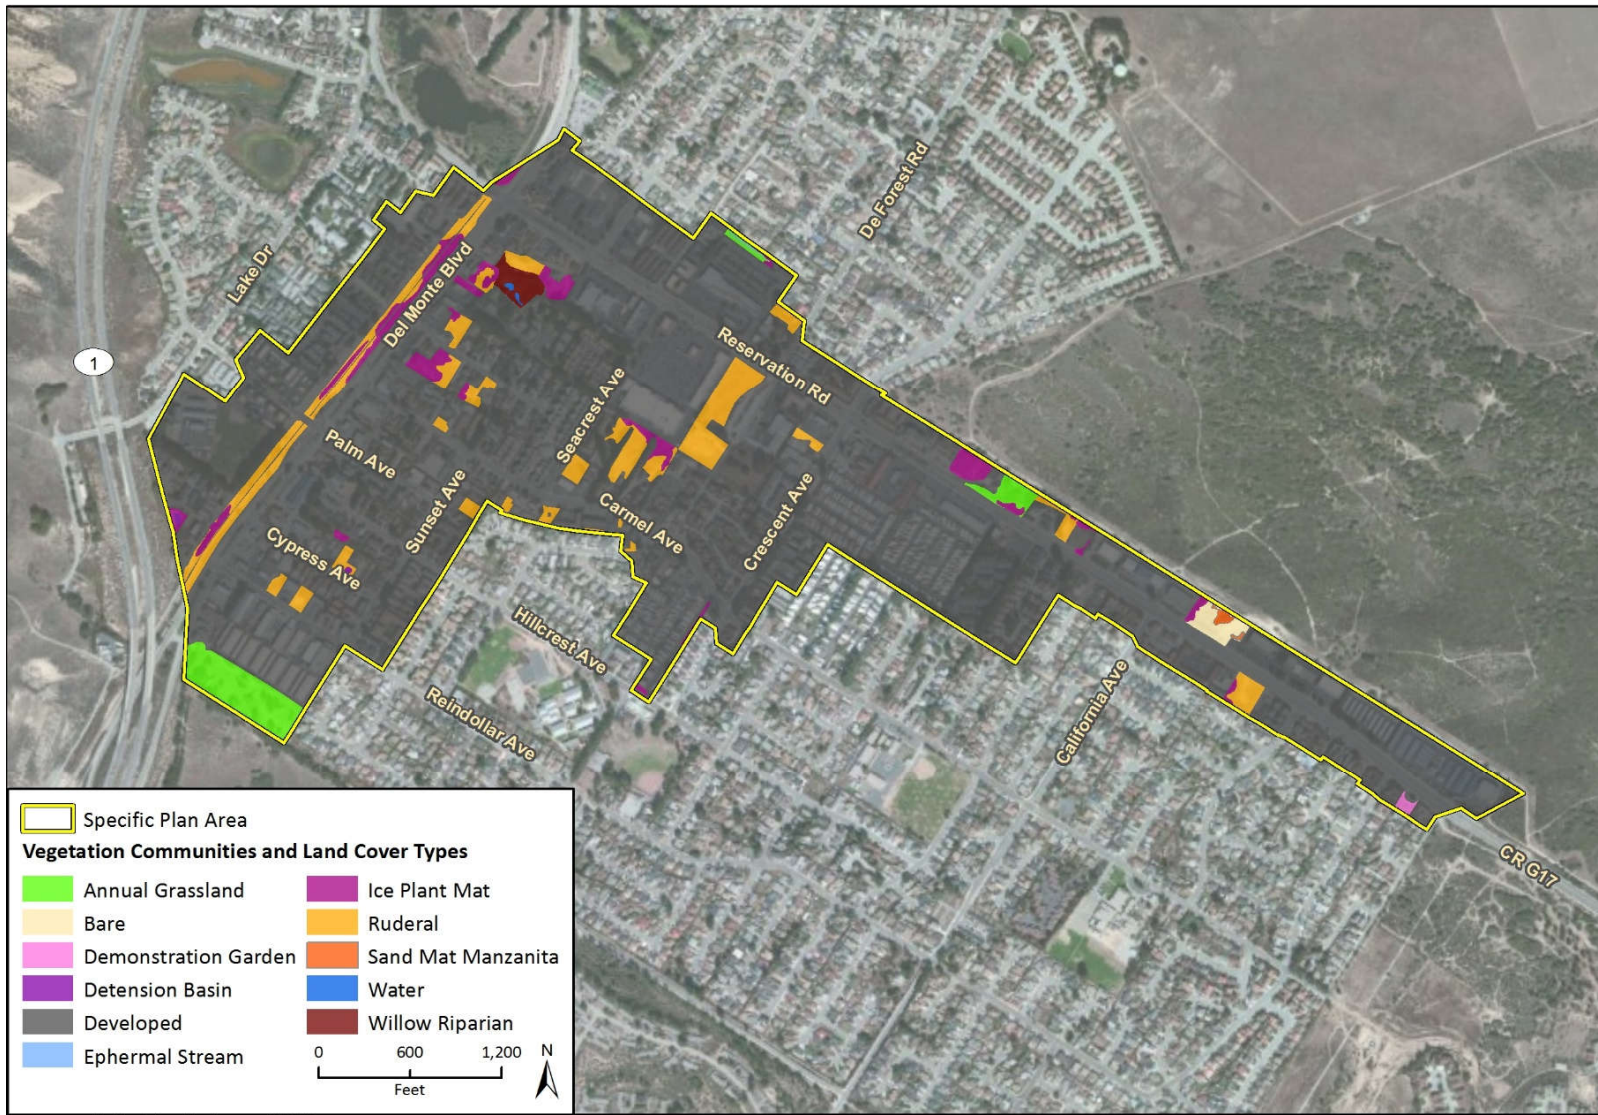 De Forest Rd
Lake Dr
Del Monte Blvd
1
Reservation Rd
Seacrest Ave
Palm Ave
Sunset Ave
Carmel Ave
Crescent Ave
Cypress Ave
Hillcrest Ave
Reindollar Ave
California Ave
CR G17
Specific Plan Area
Vegetation Communities and Land Cover Types
Annual Grassland
Bare
Demonstration Garden
Detension Basin
Developed
Ephermal Stream
Ice Plant Mat
Ruderal
Sand Mat Manzanita
Water
Willow Riparian
0 600 1,200
Feet
N